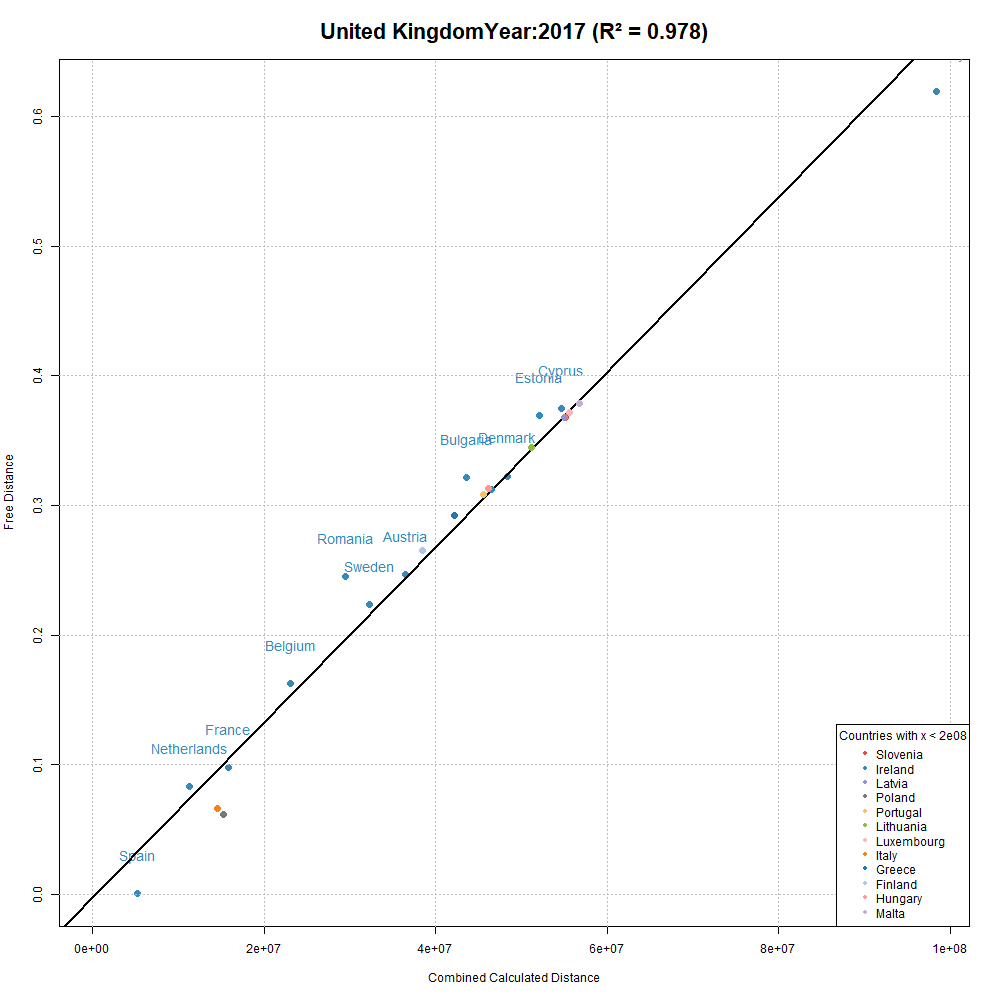 United KingdomYear:2017 (R² = 0.978)
Free Distance
0.6
0.5
0.4
0.3
0.2
0.1
0.0
Cyprus
Estonia
Denmark
Bulgaria
Romania
Austria
Sweden
Belgium
France
Netherlands
Spain
Countries with x < 2e08
Slovenia
Ireland
Latvia
Poland
Portugal
Lithuania
Luxembourg
Italy
Greece
Finland
Hungary
Malta
0e+00 2e+07 4e+07 6e+07 8e+07 1e+08
Combined Calculated Distance